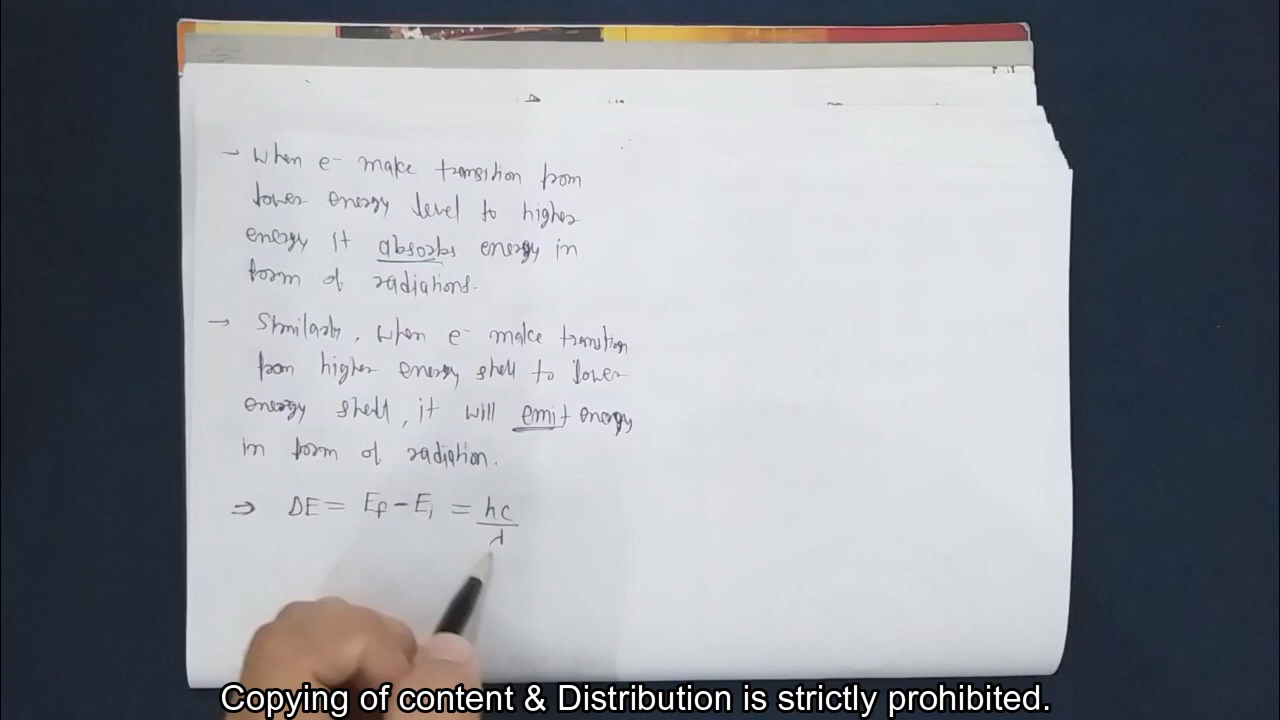 → When e- make transition from
lower energy level to higher
energy it absorbs energy in
form of radiations.
→ Similarly, when e- make transition
from higher energy shell to lower
energy shell, it will emit energy
in form of radiation.
⇒ ΔE = Ef - Ei = hc/λ
Copying of content & Distribution is strictly prohibited.